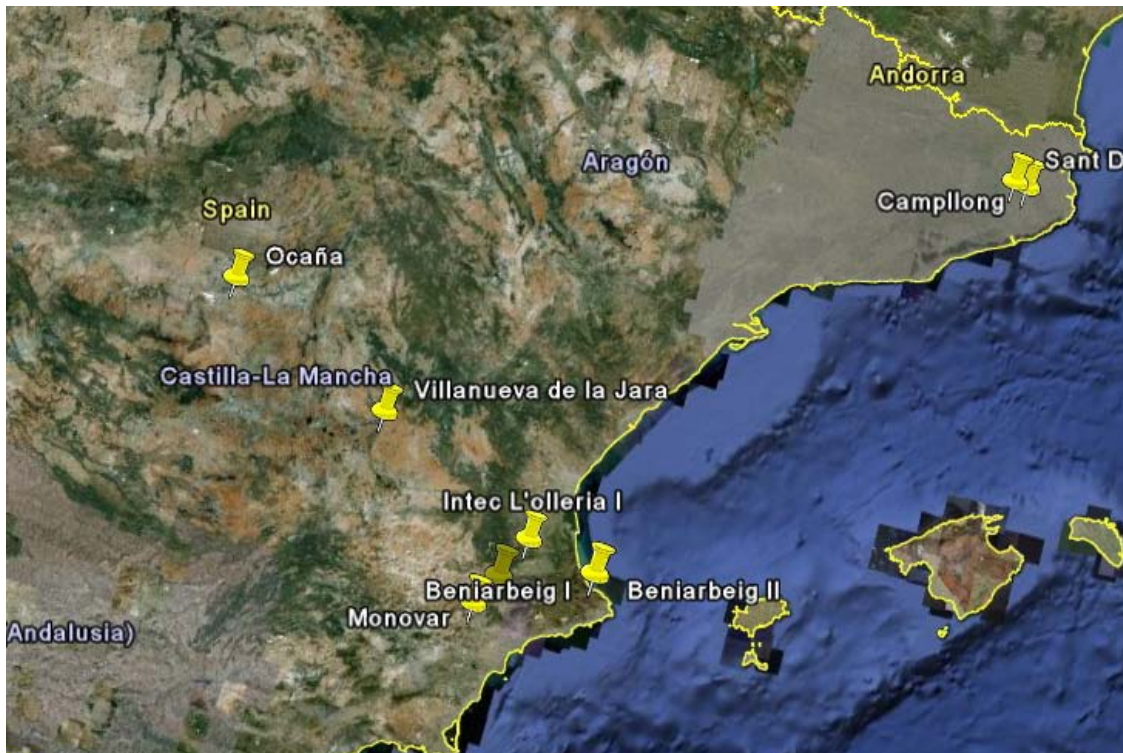 Andorra
Aragón
Sant D
Campllong
Spain
Ocaña
Castilla-La Mancha
Villanueva de la Jara
Intec L'olleria I
Beniarbeig I
Beniarbeig II
Monovar
(Andalusia)